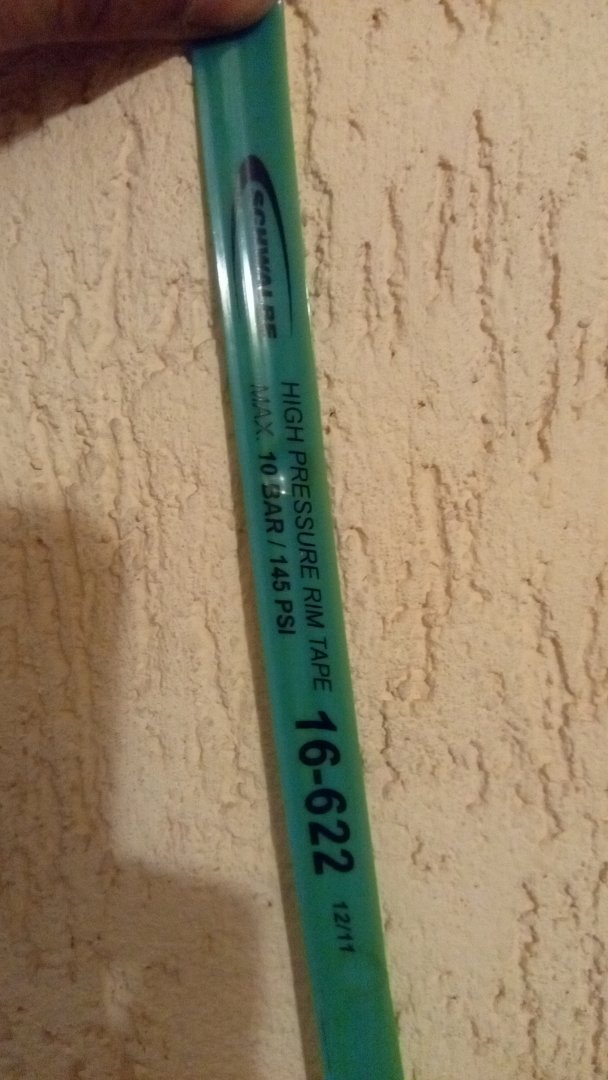 SCHWALBE
HIGH PRESSURE RIM TAPE
MAX. 10 BAR / 145 PSI
16-622
12/11